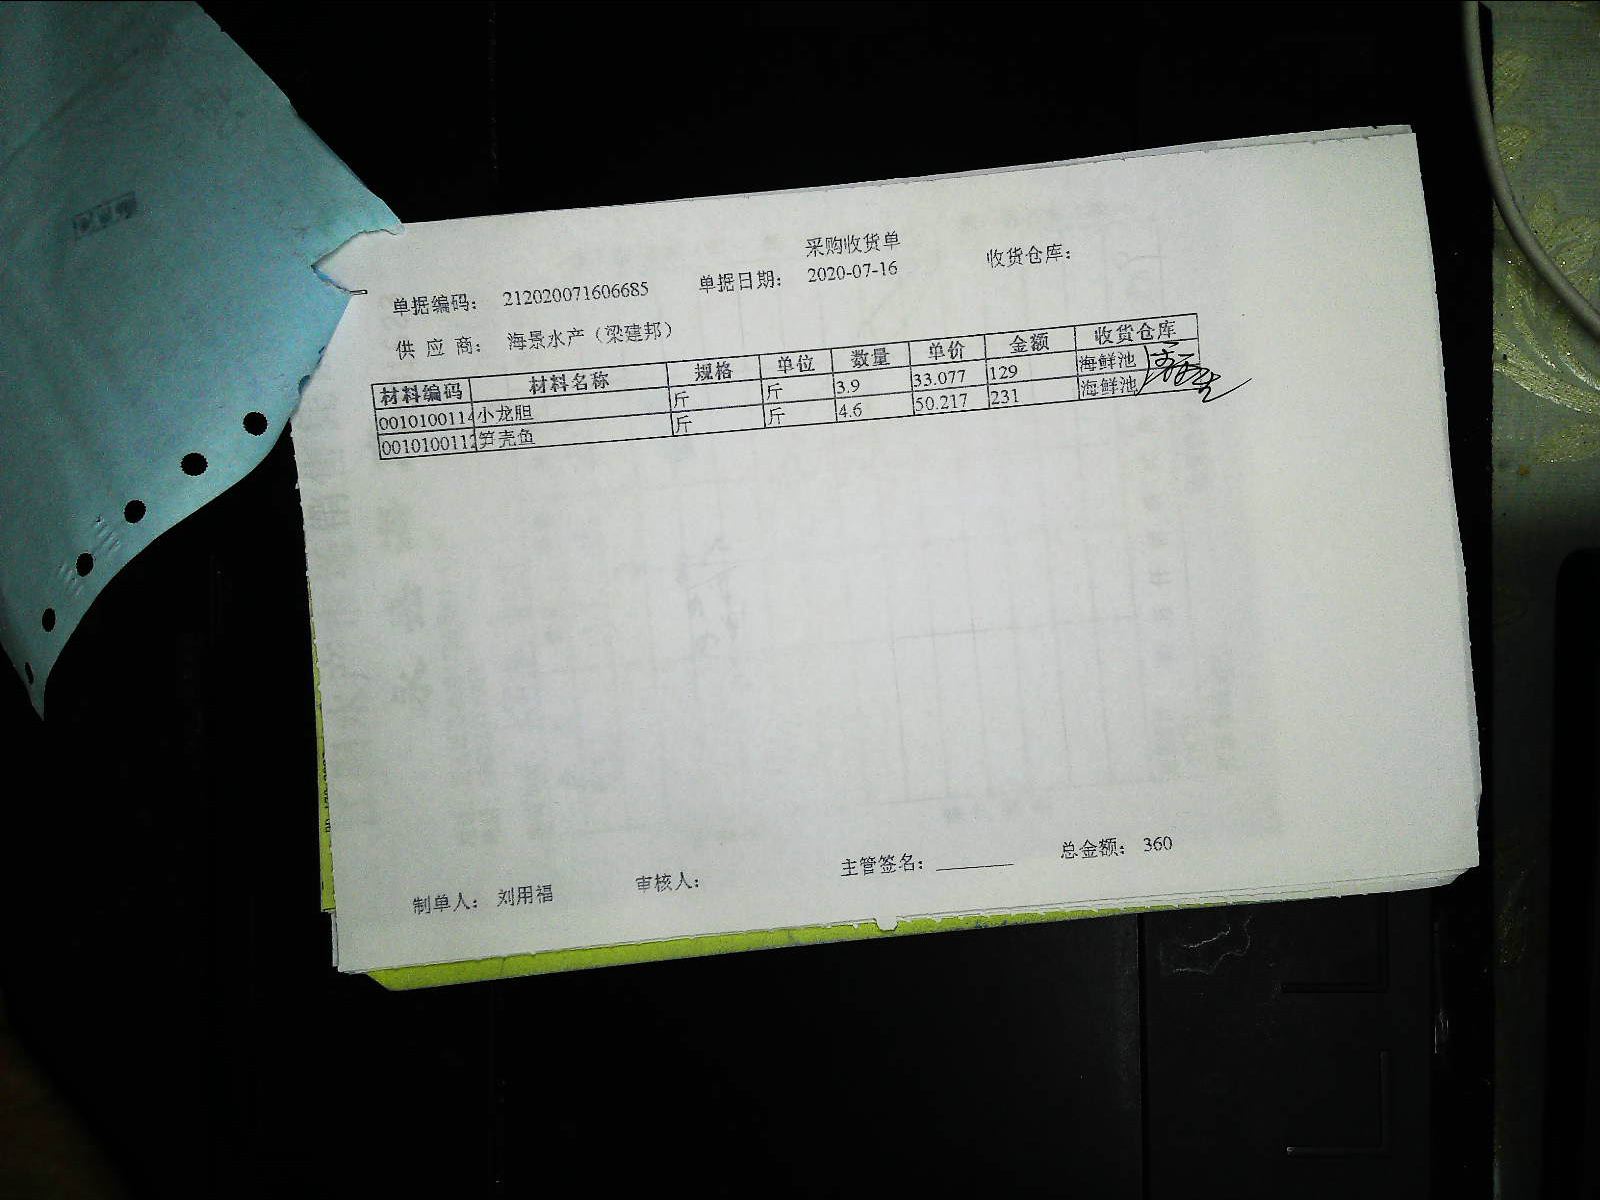 采购收货单
单据编码： 212020071606685 单据日期： 2020-07-16 收货仓库：
供 应 商： 海景水产（梁建邦）
材料编码 材料名称 规格 单位 数量 单价 金额 收货仓库
0010100114 小龙胆 斤 斤 3.9 33.077 129 海鲜池
0010100112 笋壳鱼 斤 斤 4.6 50.217 231 海鲜池
制单人： 刘用福 审核人： 主管签名： 总金额： 360